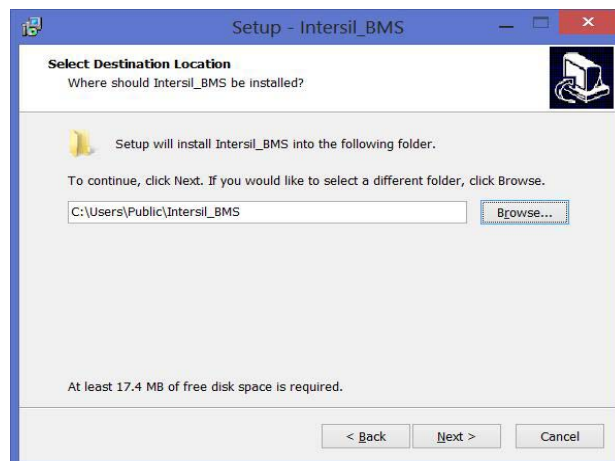 Setup - Intersil_BMS
Select Destination Location
Where should Intersil_BMS be installed?
Setup will install Intersil_BMS into the following folder.
To continue, click Next. If you would like to select a different folder, click Browse.
C:\Users\Public\Intersil_BMS
Browse...
At least 17.4 MB of free disk space is required.
< Back
Next >
Cancel